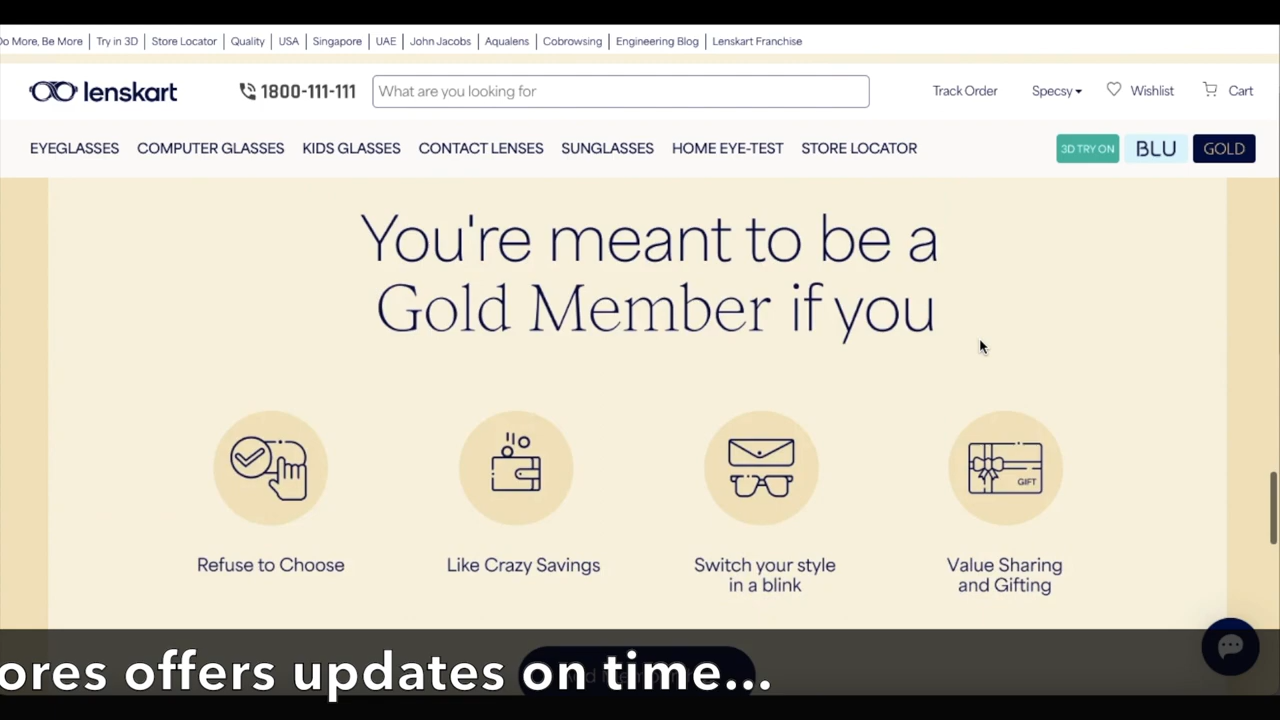 Do More, Be More Try in 3D Store Locator Quality USA Singapore UAE John Jacobs Aqualens Cobrowsing Engineering Blog Lenskart Franchise
lenskart 1800-111-111 What are you looking for Track Order Specsy Wishlist Cart
EYEGLASSES COMPUTER GLASSES KIDS GLASSES CONTACT LENSES SUNGLASSES HOME EYE-TEST STORE LOCATOR 3D TRY ON BLU GOLD
You're meant to be a
Gold Member if you
GIFT
Refuse to Choose Like Crazy Savings Switch your style in a blink Value Sharing and Gifting
ores offers updates on time...